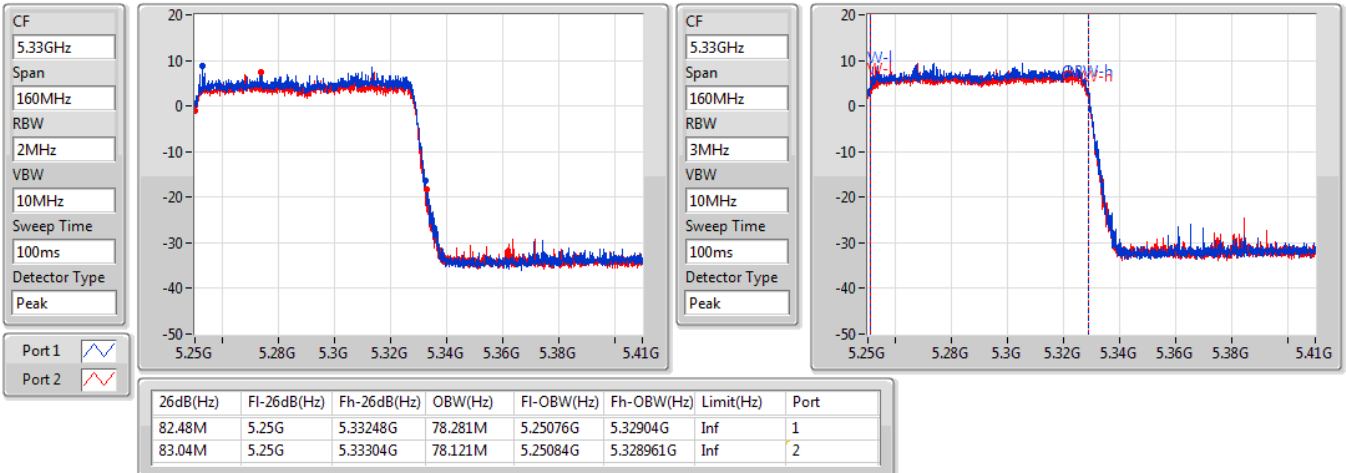 CF
5.33GHz
Span
160MHz
RBW
2MHz
VBW
10MHz
Sweep Time
100ms
Detector Type
Peak
Port 1
Port 2
20
10
0
-10
-20
-30
-40
-50
5.25G 5.28G 5.3G 5.32G 5.34G 5.36G 5.38G 5.41G
CF
5.33GHz
Span
160MHz
RBW
3MHz
VBW
10MHz
Sweep Time
100ms
Detector Type
Peak
20
10
0
-10
-20
-30
-40
-50
5.25G 5.28G 5.3G 5.32G 5.34G 5.36G 5.38G 5.41G
26dB(Hz) Fl-26dB(Hz) Fh-26dB(Hz) OBW(Hz) Fl-OBW(Hz) Fh-OBW(Hz) Limit(Hz) Port
82.48M 5.25G 5.33248G 78.281M 5.25076G 5.32904G Inf 1
83.04M 5.25G 5.33304G 78.121M 5.25084G 5.328961G Inf 2